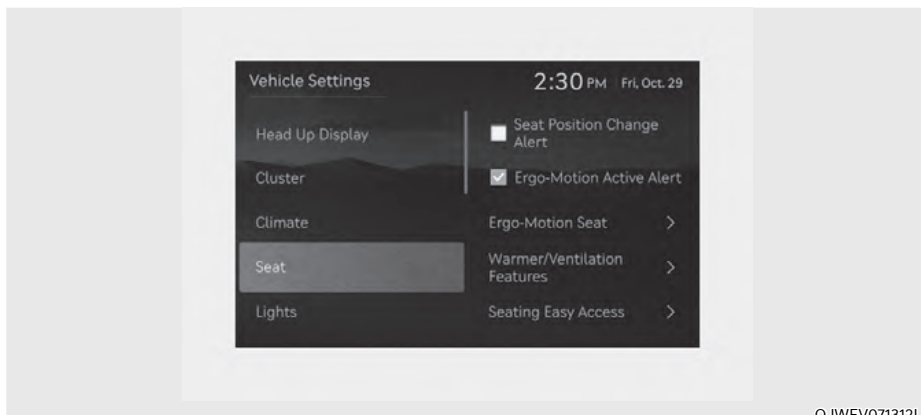 Vehicle Settings
2:30 PM Fri, Oct. 29
Head Up Display
Cluster
Climate
Seat
Lights
Seat Position Change
Alert
Ergo-Motion Active Alert
Ergo-Motion Seat
Warmer/Ventilation
Features
Seating Easy Access